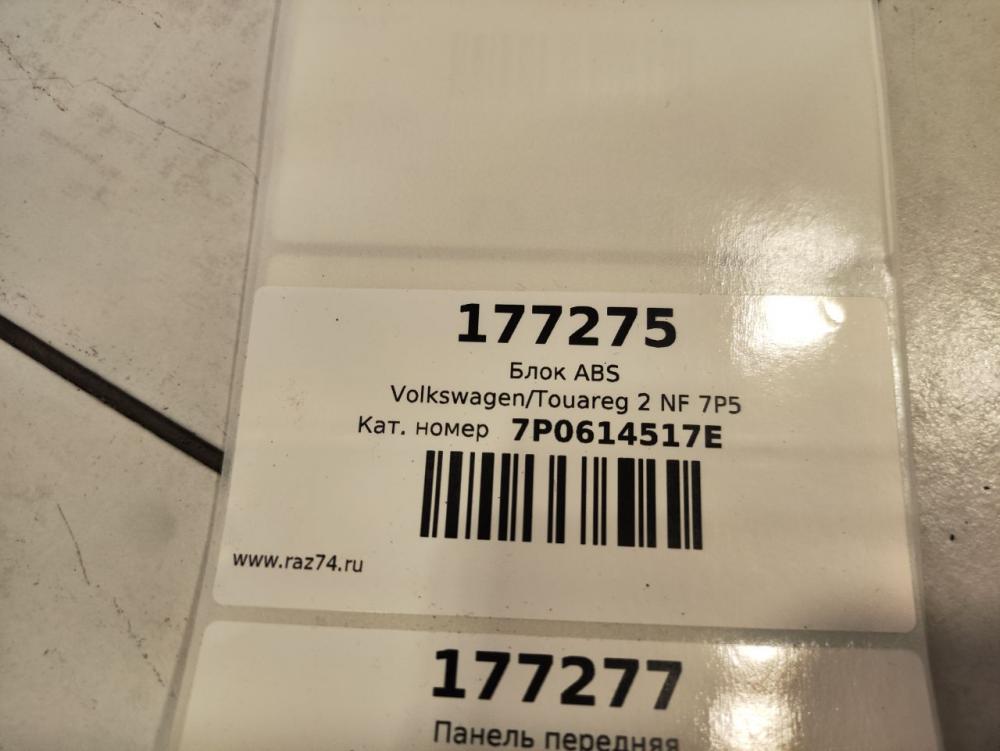 177275
Блок ABS
Volkswagen/Touareg 2 NF 7P5
Кат. номер 7P0614517E
www.raz74.ru
177277
Панель передняя